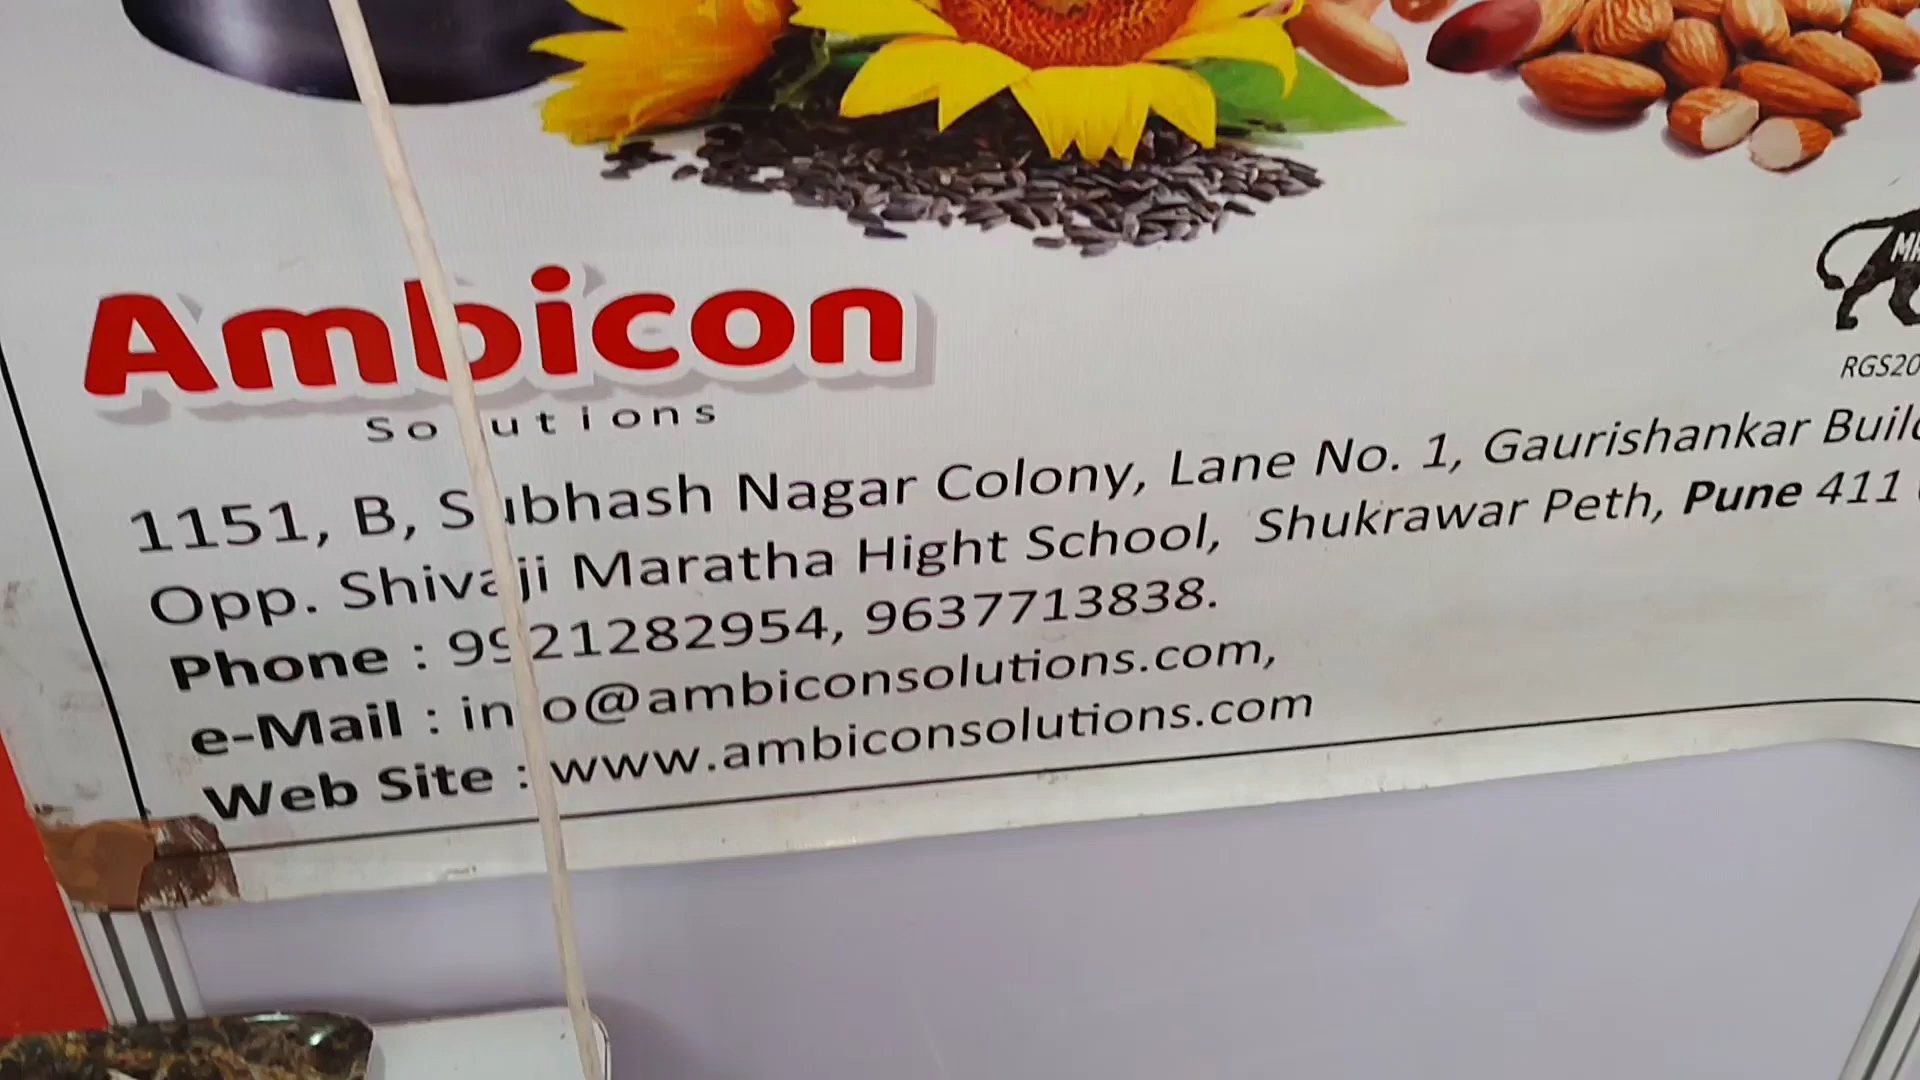 Ambicon
Solutions
RGS20
1151, B, Subhash Nagar Colony, Lane No. 1, Gaurishankar
Opp. Shivaji Maratha Hight School, Shukrawar Peth, Pune 411
Phone : 9921282954, 9637713838.
e-Mail : info@ambiconsolutions.com,
Web Site : www.ambiconsolutions.com